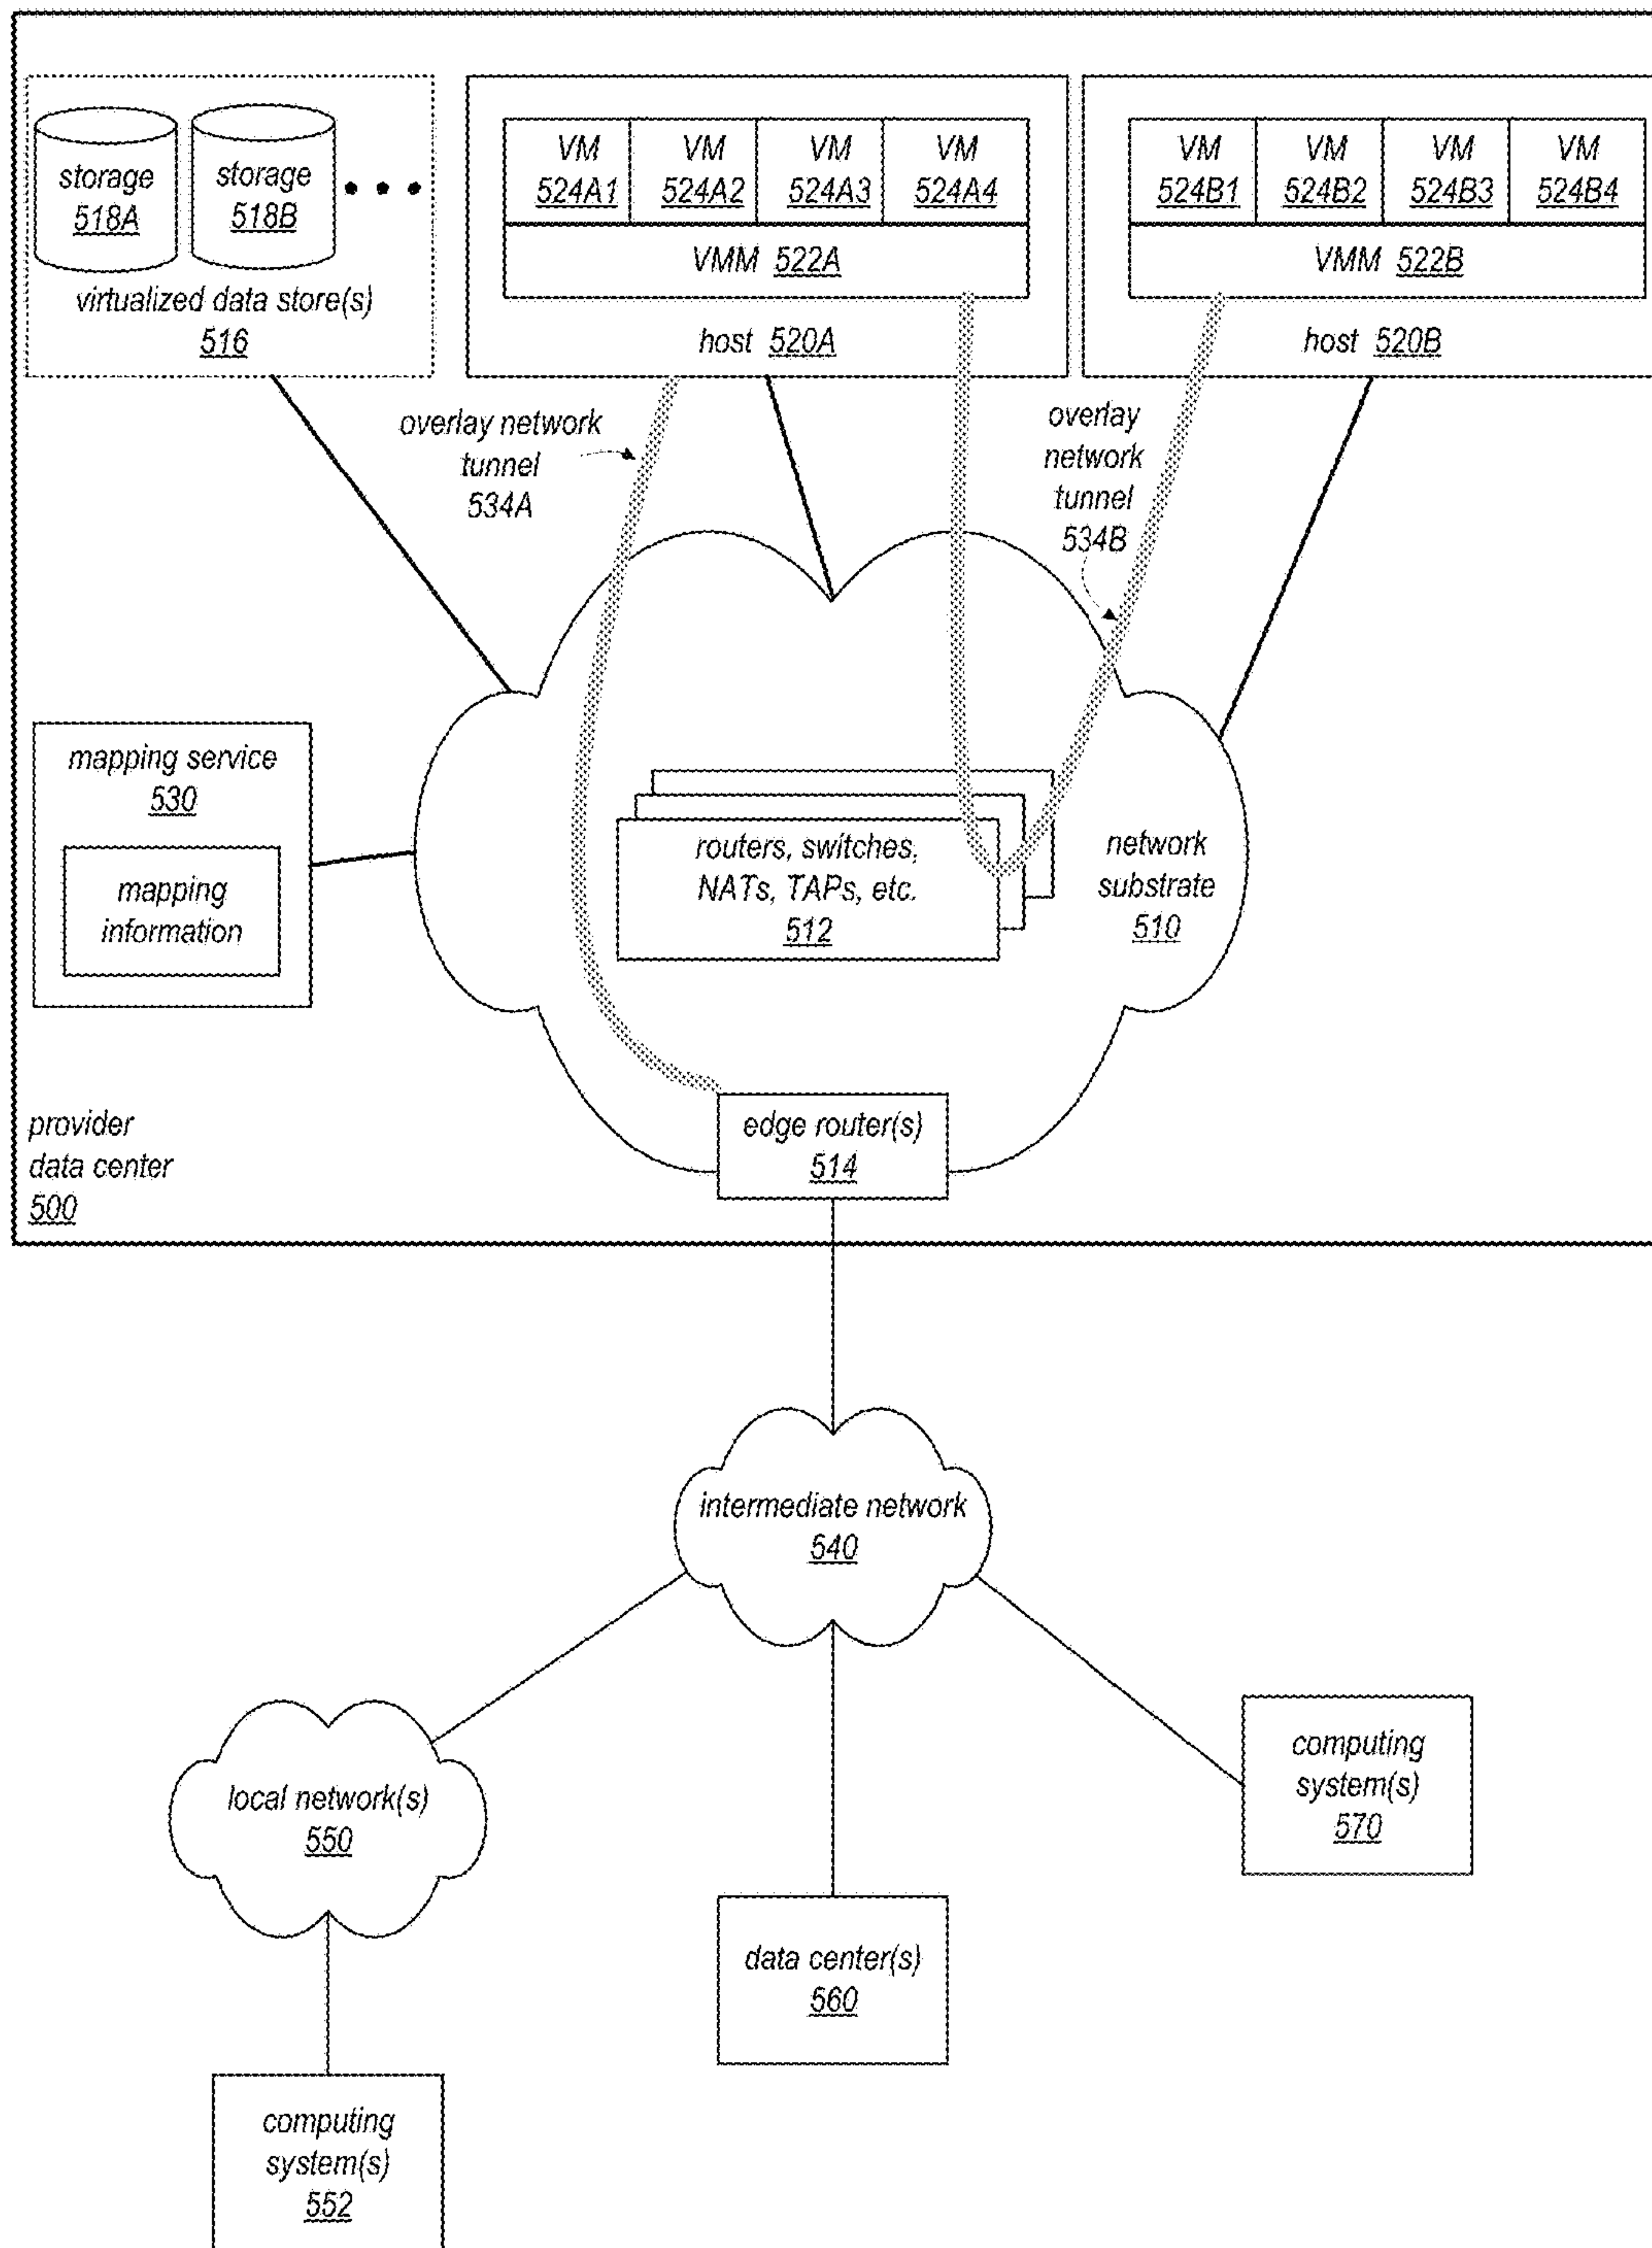 storage
518A
storage
518B
virtualized data store(s)
516
VM
524A1
VM
524A2
VM
524A3
VM
524A4
VMM 522A
host 520A
VM
524B1
VM
524B2
VM
524B3
VM
524B4
VMM 522B
host 520B
overlay network
tunnel
534A
overlay
network
tunnel
534B
mapping service
530
mapping
information
routers, switches,
NATs, TAPs, etc.
512
network
substrate
510
edge router(s)
514
provider
data center
500
intermediate network
540
local network(s)
550
computing
system(s)
570
data center(s)
560
computing
system(s)
552